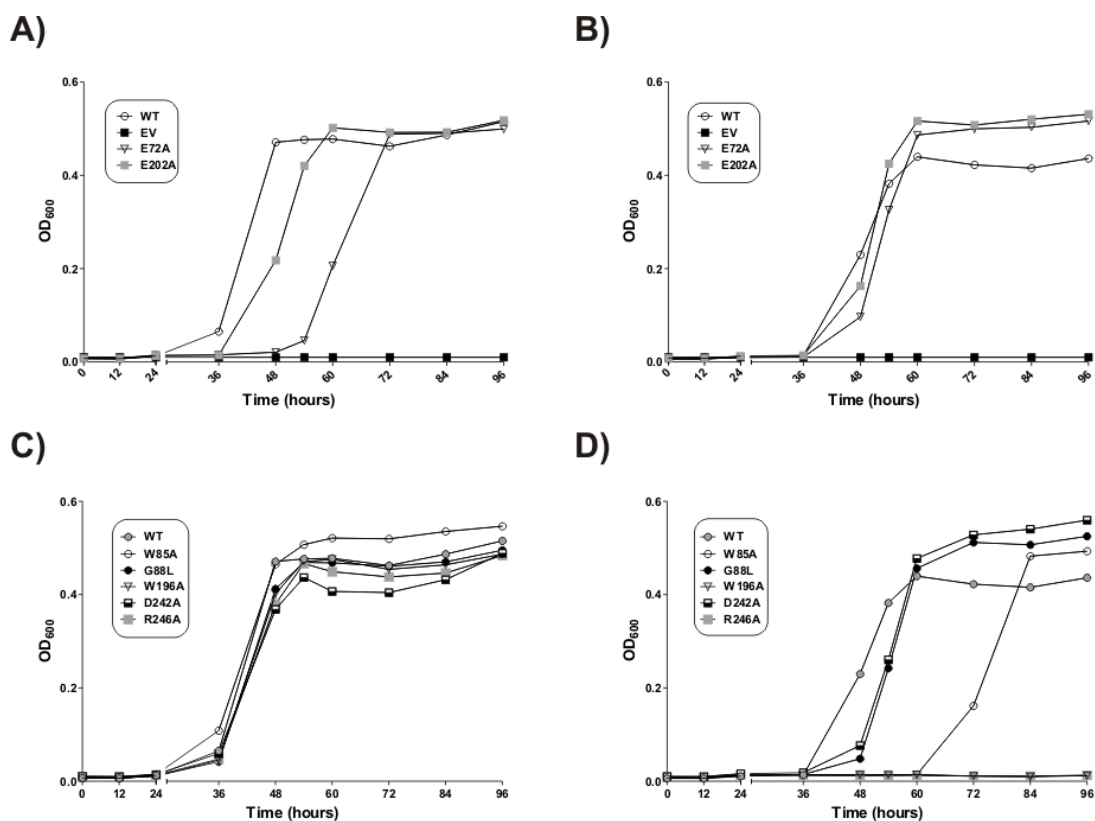 A)
0.6
0.4
0.2
0.0
OD600
WT
EV
E72A
E202A
0 12 24 36 48 60 72 84 96
Time (hours)
B)
0.6
0.4
0.2
0.0
OD600
WT
EV
E72A
E202A
0 12 24 36 48 60 72 84 96
Time (hours)
C)
0.6
0.4
0.2
0.0
OD600
WT
W85A
G88L
W196A
D242A
R246A
0 12 24 36 48 60 72 84 96
Time (hours)
D)
0.6
0.4
0.2
0.0
OD600
WT
W85A
G88L
W196A
D242A
R246A
0 12 24 36 48 60 72 84 96
Time (hours)